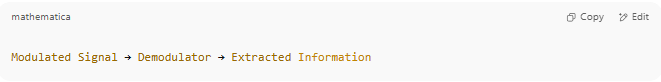 mathematica Copy Edit
Modulated Signal → Demodulator → Extracted Information